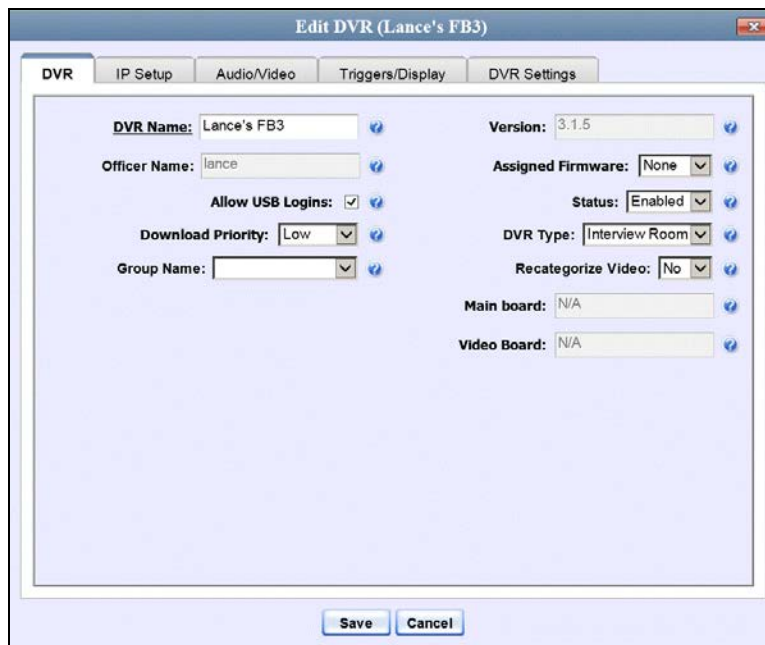 Edit DVR (Lance's FB3)
DVR IP Setup Audio/Video Triggers/Display DVR Settings
DVR Name: Lance's FB3 Version: 3.1.5
Officer Name: lance Assigned Firmware: None
Allow USB Logins: Status: Enabled
Download Priority: Low DVR Type: Interview Room
Group Name: Recategorize Video: No
Main board: N/A
Video Board: N/A
Save Cancel